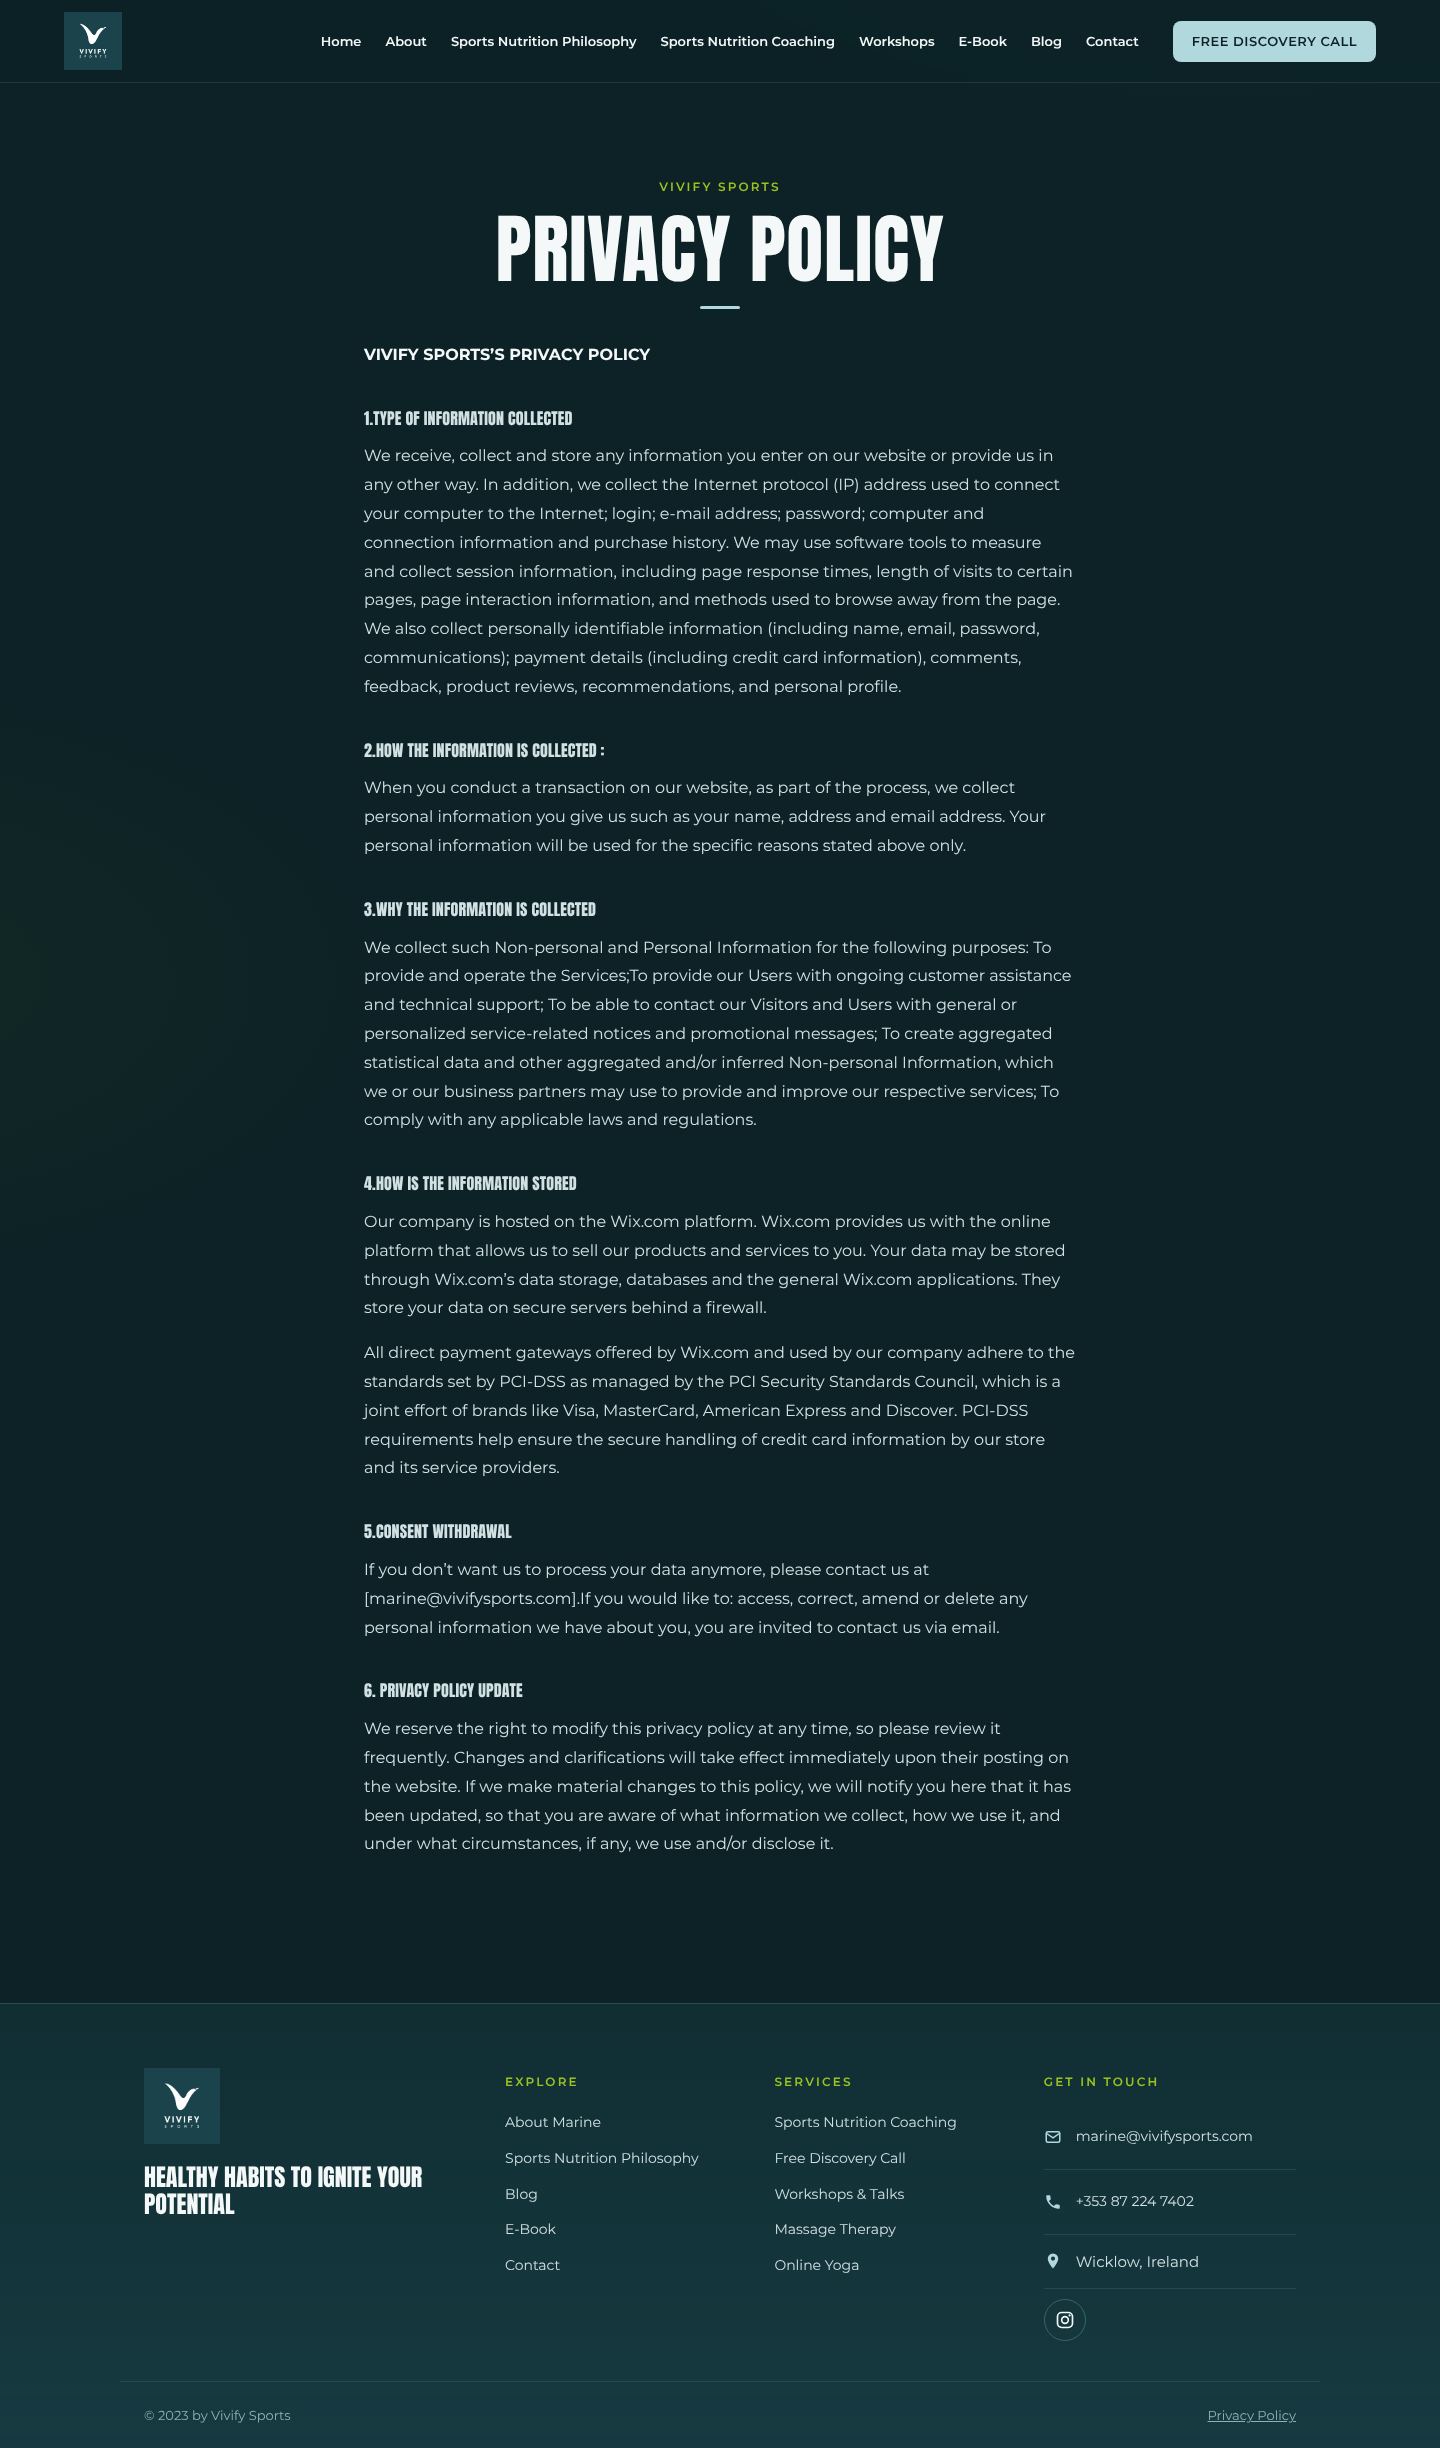 VIVIFY
SPORTS
Home About Sports Nutrition Philosophy Sports Nutrition Coaching Workshops E-Book Blog Contact FREE DISCOVERY CALL
VIVIFY SPORTS
PRIVACY POLICY
VIVIFY SPORTS’S PRIVACY POLICY
1.TYPE OF INFORMATION COLLECTED
We receive, collect and store any information you enter on our website or provide us in
any other way. In addition, we collect the Internet protocol (IP) address used to connect
your computer to the Internet; login; e-mail address; password; computer and
connection information and purchase history. We may use software tools to measure
and collect session information, including page response times, length of visits to certain
pages, page interaction information, and methods used to browse away from the page.
We also collect personally identifiable information (including name, email, password,
communications); payment details (including credit card information), comments,
feedback, product reviews, recommendations, and personal profile.
2.HOW THE INFORMATION IS COLLECTED :
When you conduct a transaction on our website, as part of the process, we collect
personal information you give us such as your name, address and email address. Your
personal information will be used for the specific reasons stated above only.
3.WHY THE INFORMATION IS COLLECTED
We collect such Non-personal and Personal Information for the following purposes: To
provide and operate the Services;To provide our Users with ongoing customer assistance
and technical support; To be able to contact our Visitors and Users with general or
personalized service-related notices and promotional messages; To create aggregated
statistical data and other aggregated and/or inferred Non-personal Information, which
we or our business partners may use to provide and improve our respective services; To
comply with any applicable laws and regulations.
4.HOW IS THE INFORMATION STORED
Our company is hosted on the Wix.com platform. Wix.com provides us with the online
platform that allows us to sell our products and services to you. Your data may be stored
through Wix.com’s data storage, databases and the general Wix.com applications. They
store your data on secure servers behind a firewall.
All direct payment gateways offered by Wix.com and used by our company adhere to the
standards set by PCI-DSS as managed by the PCI Security Standards Council, which is a
joint effort of brands like Visa, MasterCard, American Express and Discover. PCI-DSS
requirements help ensure the secure handling of credit card information by our store
and its service providers.
5.CONSENT WITHDRAWAL
If you don’t want us to process your data anymore, please contact us at
[marine@vivifysports.com].If you would like to: access, correct, amend or delete any
personal information we have about you, you are invited to contact us via email.
6. PRIVACY POLICY UPDATE
We reserve the right to modify this privacy policy at any time, so please review it
frequently. Changes and clarifications will take effect immediately upon their posting on
the website. If we make material changes to this policy, we will notify you here that it has
been updated, so that you are aware of what information we collect, how we use it, and
under what circumstances, if any, we use and/or disclose it.
VIVIFY
SPORTS
HEALTHY HABITS TO IGNITE YOUR
POTENTIAL
EXPLORE
About Marine
Sports Nutrition Philosophy
Blog
E-Book
Contact
SERVICES
Sports Nutrition Coaching
Free Discovery Call
Workshops & Talks
Massage Therapy
Online Yoga
GET IN TOUCH
marine@vivifysports.com
+353 87 224 7402
Wicklow, Ireland
© 2023 by Vivify Sports
Privacy Policy